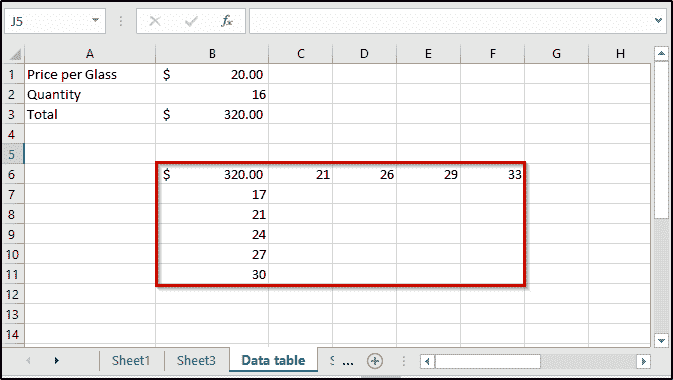 J5
fx
A B C D E F G H
1 Price per Glass $ 20.00
2 Quantity 16
3 Total $ 320.00
4
5
6 $ 320.00 21 26 29 33
7 17
8 21
9 24
10 27
11 30
12
13
14
Sheet1 Sheet3 Data table S ...